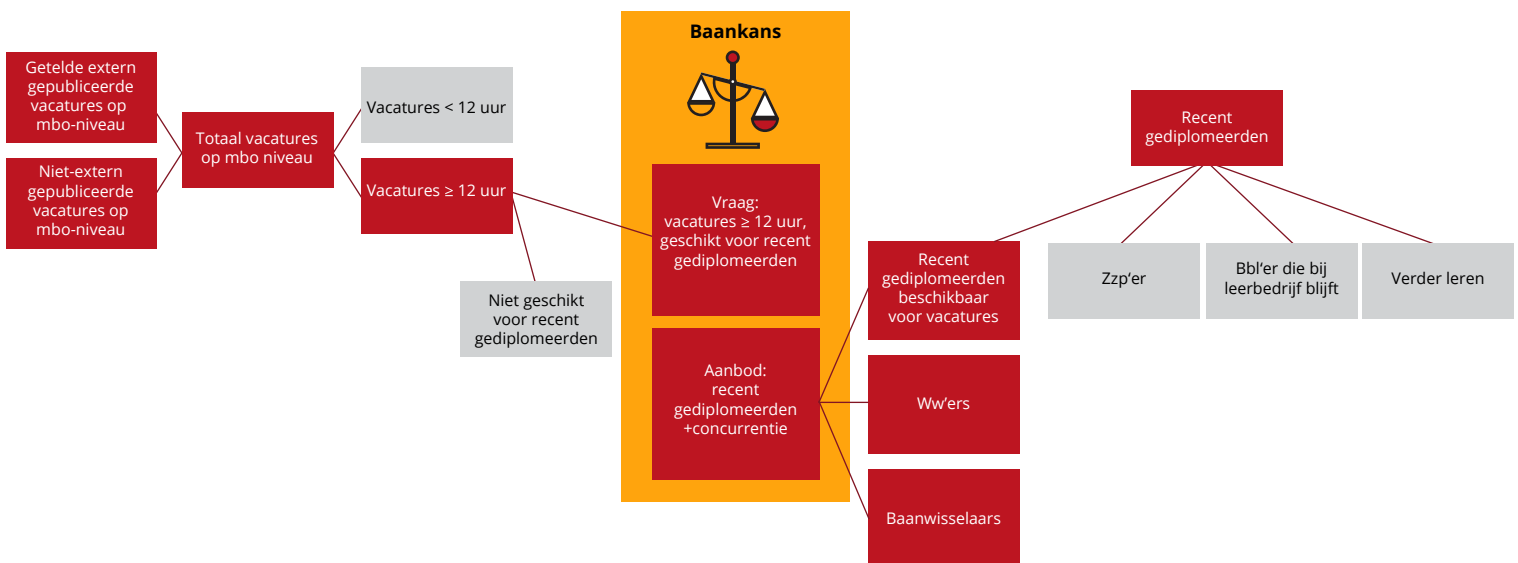 Getelde extern
gepubliceerde
vacatures op
mbo-niveau
Niet-extern
gepubliceerde
vacatures op
mbo-niveau
Totaal vacatures
op mbo niveau
Vacatures < 12 uur
Vacatures ≥ 12 uur
Niet geschikt
voor recent
gediplomeerden
Baankans
Vraag:
vacatures ≥ 12 uur,
geschikt voor recent
gediplomeerden
Aanbod:
recent
gediplomeerden
+concurrentie
Recent
gediplomeerden
beschikbaar
voor vacatures
Ww’ers
Baanwisselaars
Recent
gediplomeerden
Zzp‘er
Bbl‘er die bij
leerbedrijf blijft
Verder leren